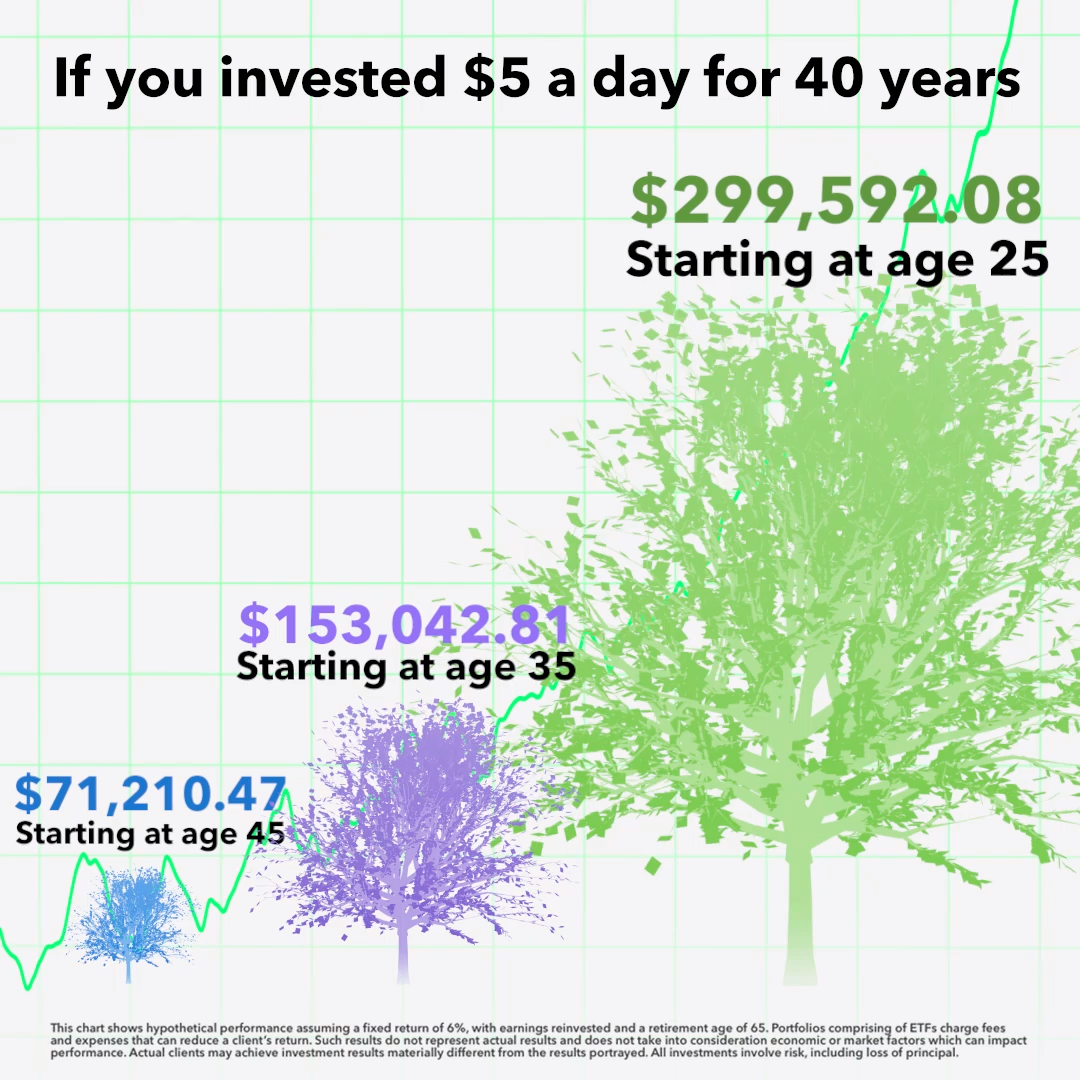 If you invested $5 a day for 40 years
$299,592.08
Starting at age 25
$153,042.81
Starting at age 35
$71,210.47
Starting at age 45
This chart shows hypothetical performance assuming a fixed return of 6%, with earnings reinvested and a retirement age of 65. Portfolios comprising of ETFs charge fees
and expenses that can reduce a client's return. Such results do not represent actual results and does not take into consideration economic or market factors which can impact
performance. Actual clients may achieve investment results materially different from the results portrayed. All investments involve risk, including loss of principal.